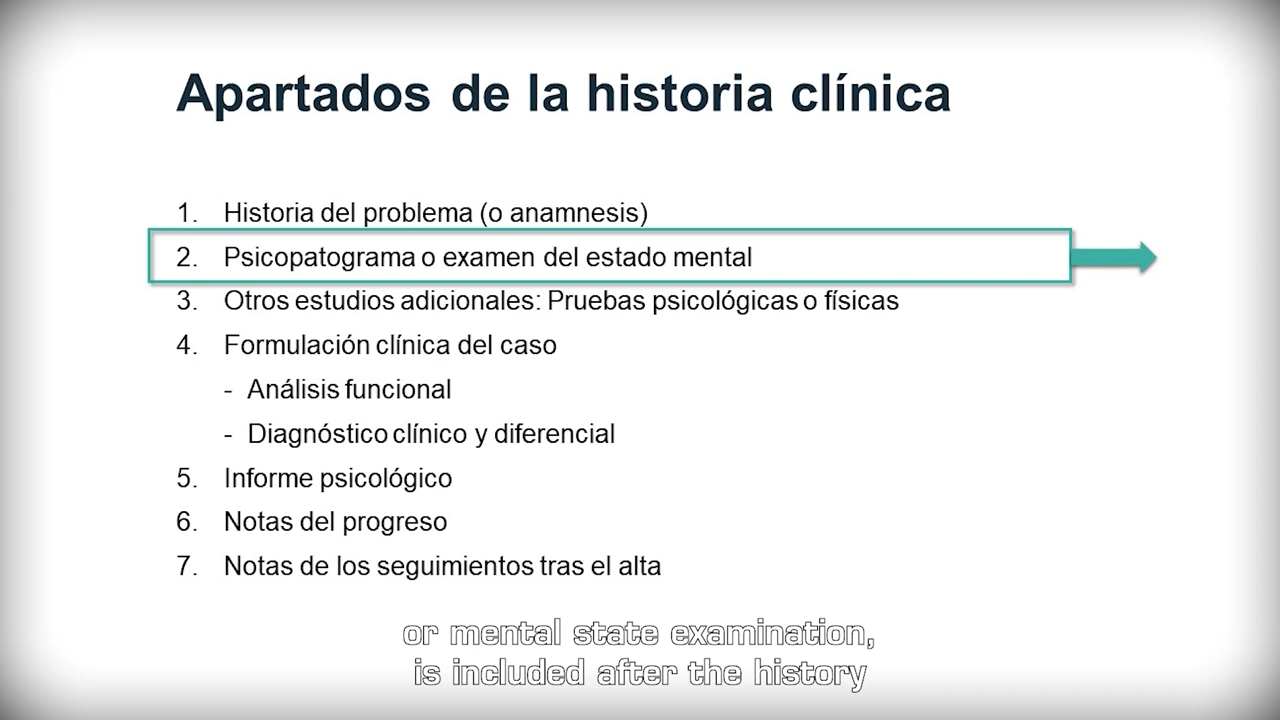 Apartados de la historia clínica
1. Historia del problema (o anamnesis)
2. Psicopatograma o examen del estado mental
3. Otros estudios adicionales: Pruebas psicológicas o físicas
4. Formulación clínica del caso
- Análisis funcional
- Diagnóstico clínico y diferencial
5. Informe psicológico
6. Notas del progreso
7. Notas de los seguimientos tras el alta
or mental state examination,
is included after the history